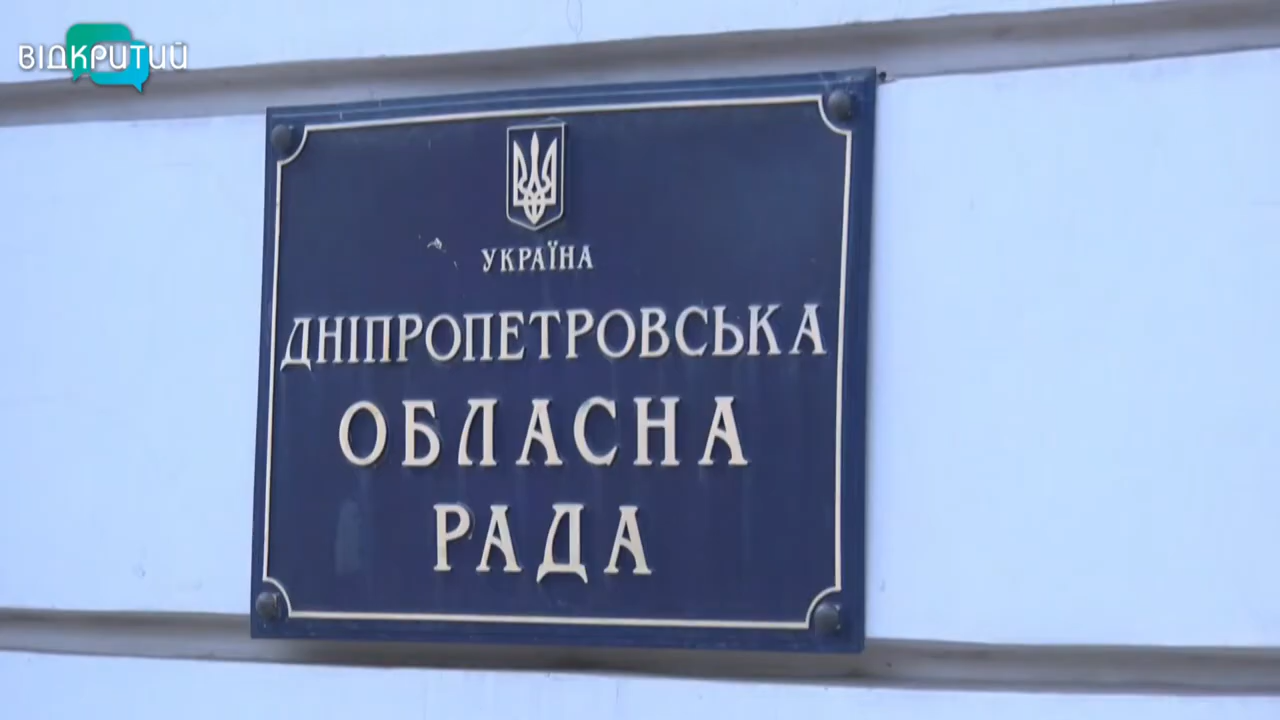 ВІДКРИТИЙ
УКРАЇНА
ДНІПРОПЕТРОВСЬКА
ОБЛАСНА
РАДА